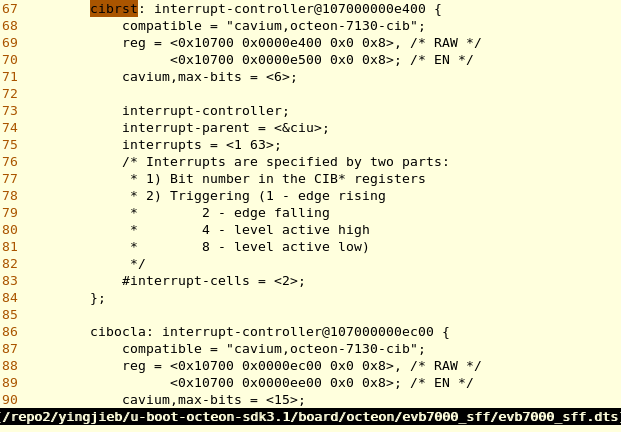 67 cibrst: interrupt-controller@107000000e400 {
68 compatible = "cavium,octeon-7130-cib";
69 reg = <0x10700 0x0000e400 0x0 0x8>, /* RAW */
70 <0x10700 0x0000e500 0x0 0x8>; /* EN */
71 cavium,max-bits = <6>;
72
73 interrupt-controller;
74 interrupt-parent = <&ciu>;
75 interrupts = <1 63>;
76 /* Interrupts are specified by two parts:
77 * 1) Bit number in the CIB* registers
78 * 2) Triggering (1 - edge rising
79 * 2 - edge falling
80 * 4 - level active high
81 * 8 - level active low)
82 */
83 #interrupt-cells = <2>;
84 };
85
86 cibocla: interrupt-controller@107000000ec00 {
87 compatible = "cavium,octeon-7130-cib";
88 reg = <0x10700 0x0000ec00 0x0 0x8>, /* RAW */
89 <0x10700 0x0000ee00 0x0 0x8>; /* EN */
90 cavium,max-bits = <15>;
[/repo2/yingjieb/u-boot-octeon-sdk3.1/board/octeon/evb7000_sff/evb7000_sff.dts]